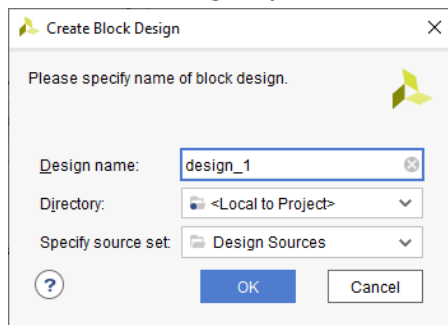 Create Block Design
Please specify name of block design.
Design name: design_1
Directory: <Local to Project>
Specify source set: Design Sources
? OK Cancel